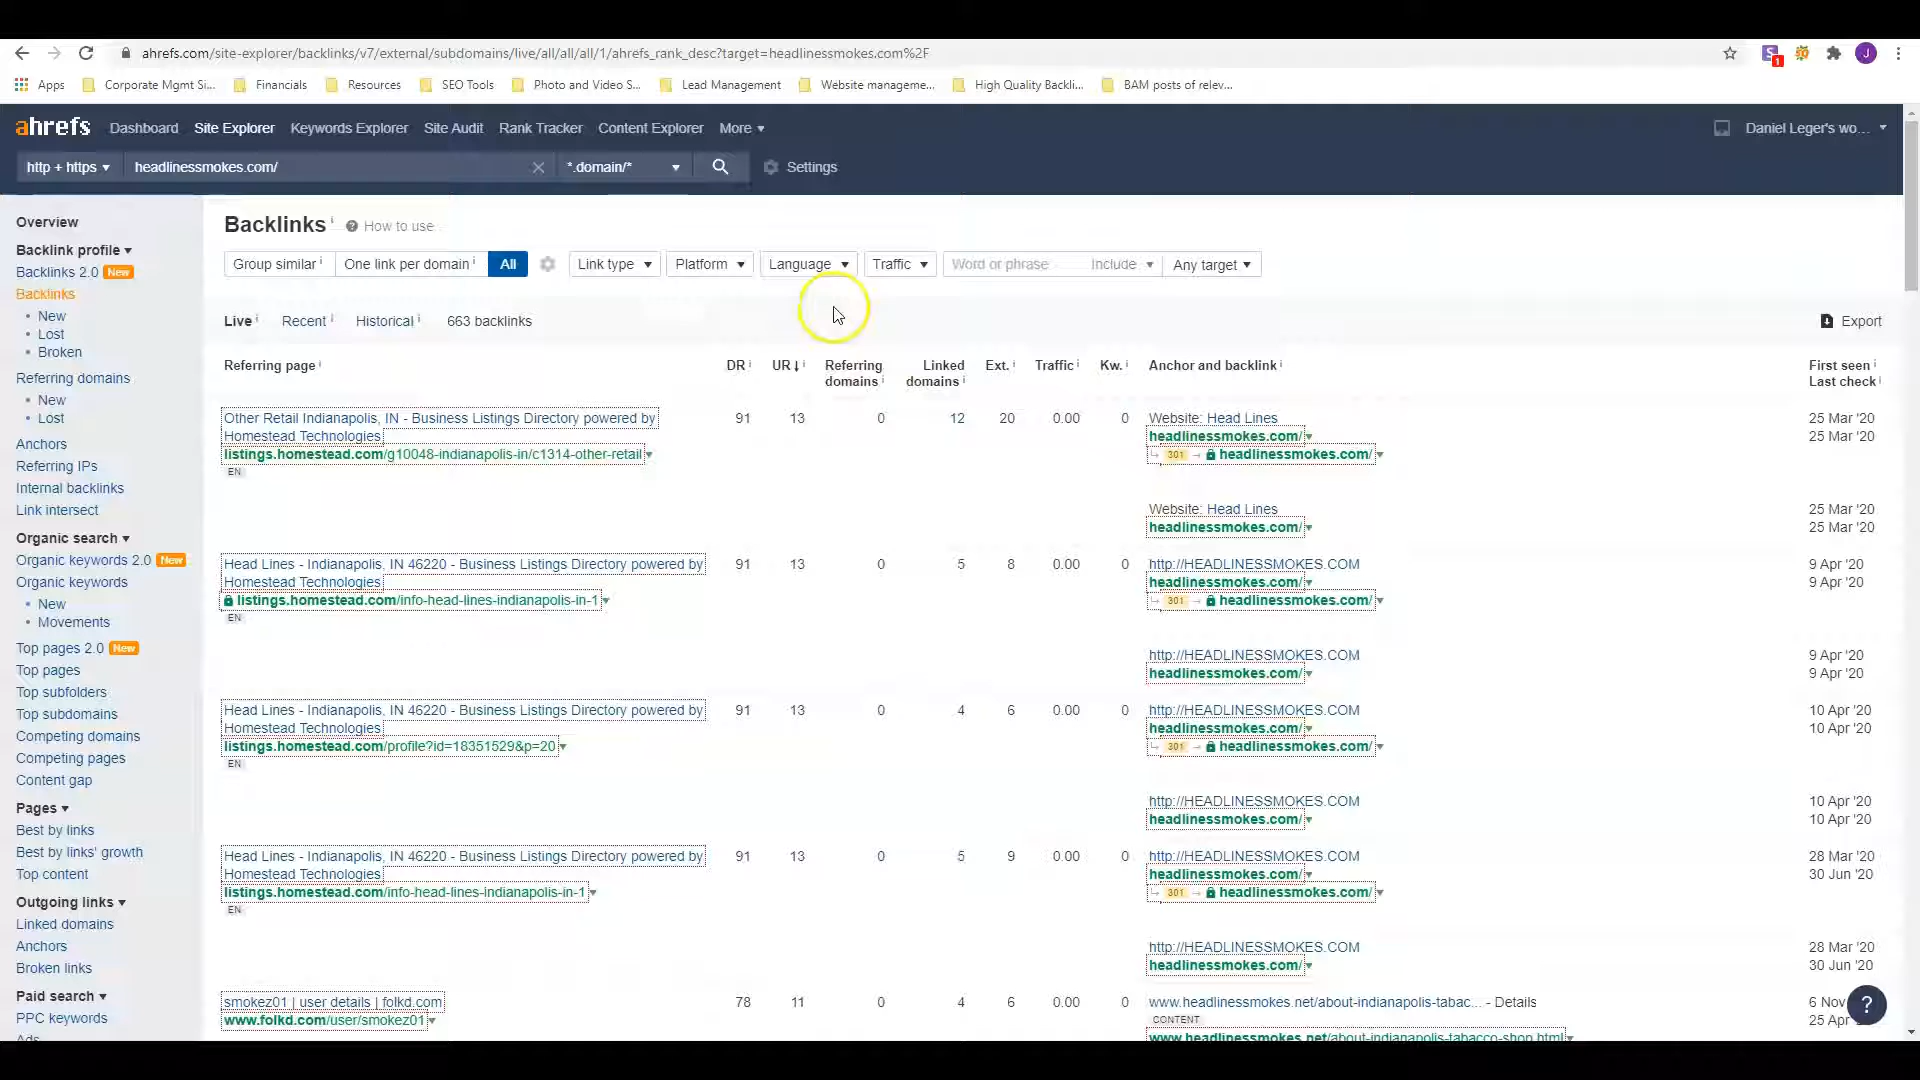 ahrefs.com/site-explorer/backlinks/v7/external/subdomains/live/all/all/all/1/ahrefs_rank_desc?target=headlinessmokes.com%2F
1
J
Apps
Corporate Mgmt Si...
Financials
Resources
SEO Tools
Photo and Video S...
Lead Management
Website manageme...
High Quality Backli...
BAM posts of relev...
ahrefs
Dashboard
Site Explorer
Keywords Explorer
Site Audit
Rank Tracker
Content Explorer
More
Daniel Leger's wo...
http + https
headlinessmokes.com/
*.domain/*
Settings
Overview
Backlink profile
Backlinks 2.0 New
Backlinks
New
Lost
Broken
Referring domains
New
Lost
Anchors
Referring IPs
Internal backlinks
Link intersect
Organic search
Organic keywords 2.0 New
Organic keywords
New
Movements
Top pages 2.0 New
Top pages
Top subfolders
Top subdomains
Competing domains
Competing pages
Content gap
Pages
Best by links
Best by links' growth
Top content
Outgoing links
Linked domains
Anchors
Broken links
Paid search
PPC keywords
Ads
Backlinks i
? How to use
Group similar i
One link per domain i
All
Link type
Platform
Language
Traffic
Word or phrase
Include
Any target
Live i
Recent i
Historical i
663 backlinks
Export
Referring page i
DR i
UR ↓ i
Referring domains i
Linked domains i
Ext. i
Traffic i
Kw. i
Anchor and backlink i
First seen i
Last check i
Other Retail Indianapolis, IN - Business Listings Directory powered by
Homestead Technologies
listings.homestead.com/g10048-indianapolis-in/c1314-other-retail
EN
91 13 0 12 20 0.00 0
Website: Head Lines
headlinessmokes.com/
301 → headlinessmokes.com/
25 Mar '20
25 Mar '20
Website: Head Lines
headlinessmokes.com/
25 Mar '20
25 Mar '20
Head Lines - Indianapolis, IN 46220 - Business Listings Directory powered by
Homestead Technologies
listings.homestead.com/info-head-lines-indianapolis-in-1
EN
91 13 0 5 8 0.00 0
http://HEADLINESSMOKES.COM
headlinessmokes.com/
301 → headlinessmokes.com/
9 Apr '20
9 Apr '20
http://HEADLINESSMOKES.COM
headlinessmokes.com/
9 Apr '20
9 Apr '20
Head Lines - Indianapolis, IN 46220 - Business Listings Directory powered by
Homestead Technologies
listings.homestead.com/profile?id=18351529&p=20
EN
91 13 0 4 6 0.00 0
http://HEADLINESSMOKES.COM
headlinessmokes.com/
301 → headlinessmokes.com/
10 Apr '20
10 Apr '20
http://HEADLINESSMOKES.COM
headlinessmokes.com/
10 Apr '20
10 Apr '20
Head Lines - Indianapolis, IN 46220 - Business Listings Directory powered by
Homestead Technologies
listings.homestead.com/info-head-lines-indianapolis-in-1
EN
91 13 0 5 9 0.00 0
http://HEADLINESSMOKES.COM
headlinessmokes.com/
301 → headlinessmokes.com/
28 Mar '20
30 Jun '20
http://HEADLINESSMOKES.COM
headlinessmokes.com/
28 Mar '20
30 Jun '20
smokez01 | user details | folkd.com
www.folkd.com/user/smokez01
78 11 0 4 6 0.00 0
www.headlinessmokes.net/about-indianapolis-tabac... - Details
CONTENT
www.headlinessmokes.net/about-indianapolis-tobacco-shop.html
6 Nov
25 Apr
?